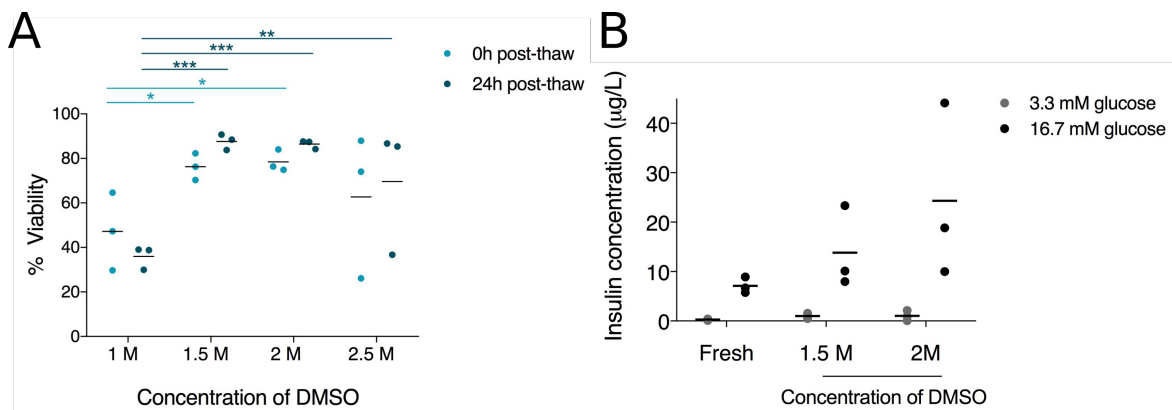 A
**
***
***
*
*
0h post-thaw
24h post-thaw
% Viability
100
80
60
40
20
0
1 M
1.5 M
2 M
2.5 M
Concentration of DMSO
B
Insulin concentration (µg/L)
3.3 mM glucose
16.7 mM glucose
40
30
20
10
0
Fresh
1.5 M
2M
Concentration of DMSO